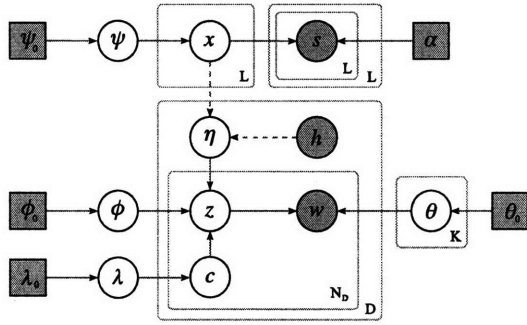 ψ₀ ψ x s α
L L L
η h
ϕ₀ ϕ z w θ θ₀
K
λ₀ λ c
N_D D